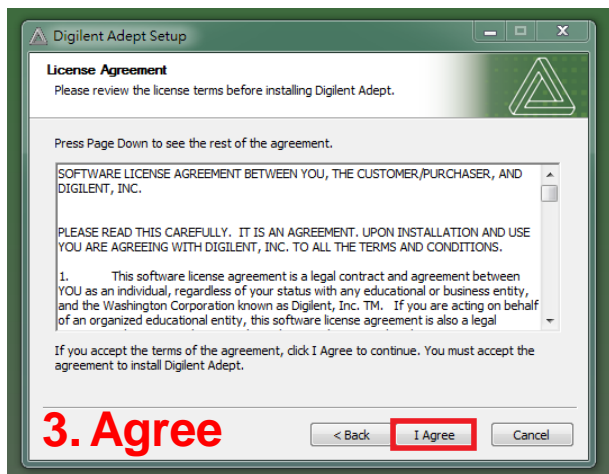 Digilent Adept Setup
License Agreement
Please review the license terms before installing Digilent Adept.
Press Page Down to see the rest of the agreement.
SOFTWARE LICENSE AGREEMENT BETWEEN YOU, THE CUSTOMER/PURCHASER, AND
DIGILENT, INC.
PLEASE READ THIS CAREFULLY. IT IS AN AGREEMENT. UPON INSTALLATION AND USE
YOU ARE AGREEING WITH DIGILENT, INC. TO ALL THE TERMS AND CONDITIONS.
1. This software license agreement is a legal contract and agreement between
YOU as an individual, regardless of your status with any educational or business entity,
and the Washington Corporation known as Digilent, Inc. TM. If you are acting on behalf
of an organized educational entity, this software license agreement is also a legal
If you accept the terms of the agreement, click I Agree to continue. You must accept the
agreement to install Digilent Adept.
3. Agree
< Back I Agree Cancel